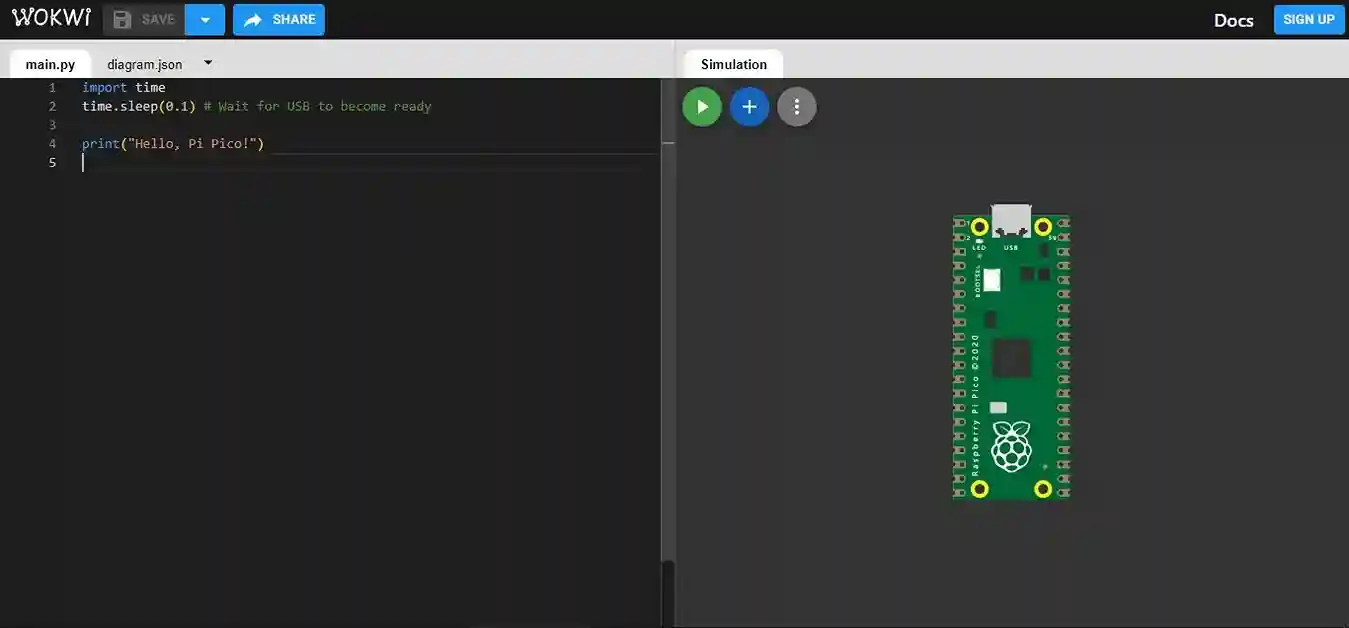 WOKWI SAVE SHARE Docs SIGN UP
main.py diagram.json Simulation
1 import time
2 time.sleep(0.1) # Wait for USB to become ready
3
4 print("Hello, Pi Pico!")
5
1
2
LED USB
BOOTSEL
Raspberry Pi Pico ©2020